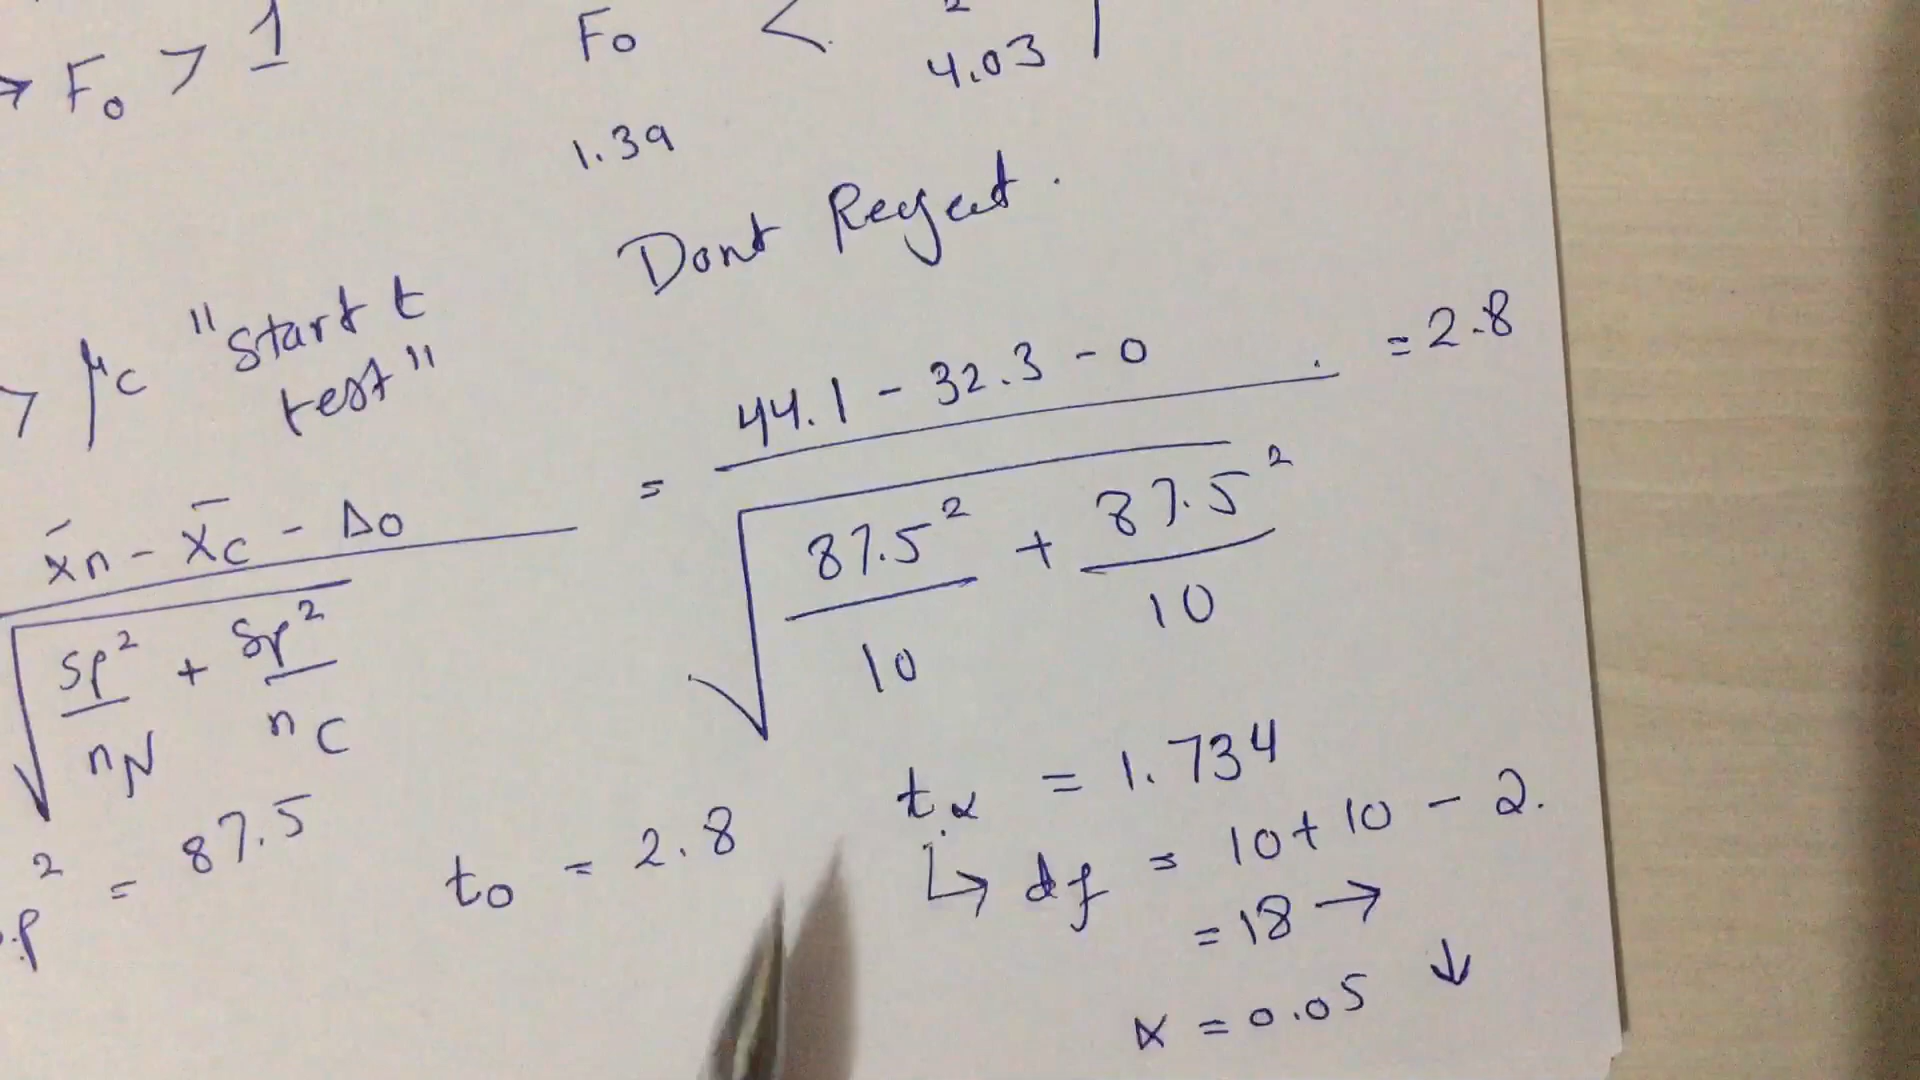 → F₀ > 1
F₀ < 4.03
1.39
Dont Reject.
> μc "start t
test"
x̄n - x̄c - Δ0
√ Sp²/nN + Sp²/nC
= 44.1 - 32.3 - 0 = 2.8
√ 87.5²/10 + 87.5²/10
p² = 87.5
t0 = 2.8
tα = 1.734
↳ df = 10+10 - 2.
= 18 →
α = 0.05 ↓